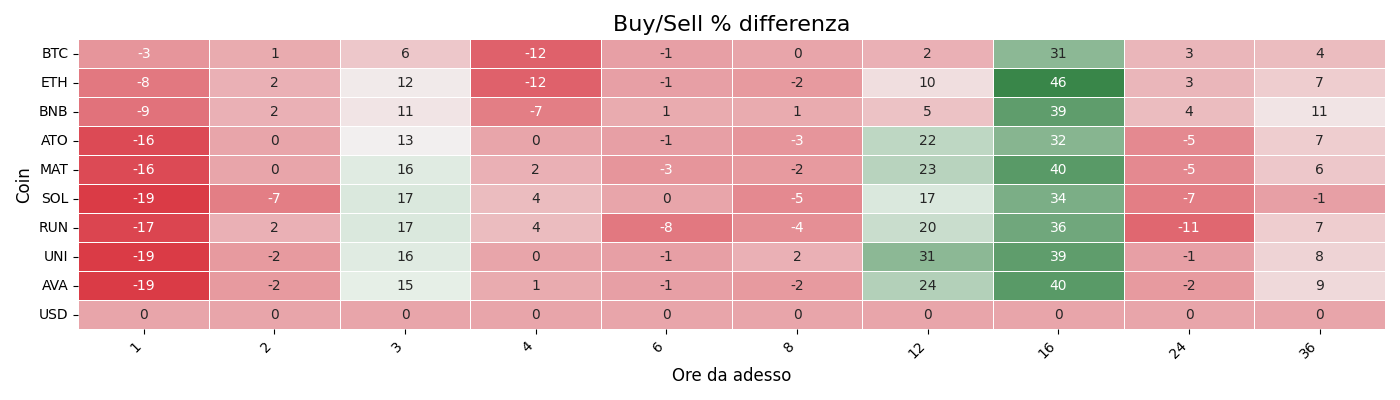 Buy/Sell % differenza
BTC -3 1 6 -12 -1 0 2 31 3 4
ETH -8 2 12 -12 -1 -2 10 46 3 7
BNB -9 2 11 -7 1 1 5 39 4 11
ATO -16 0 13 0 -1 -3 22 32 -5 7
MAT -16 0 16 2 -3 -2 23 40 -5 6
SOL -19 -7 17 4 0 -5 17 34 -7 -1
RUN -17 2 17 4 -8 -4 20 36 -11 7
UNI -19 -2 16 0 -1 2 31 39 -1 8
AVA -19 -2 15 1 -1 -2 24 40 -2 9
USD 0 0 0 0 0 0 0 0 0 0
1 2 3 4 6 8 12 16 24 36
Coin
Ore da adesso